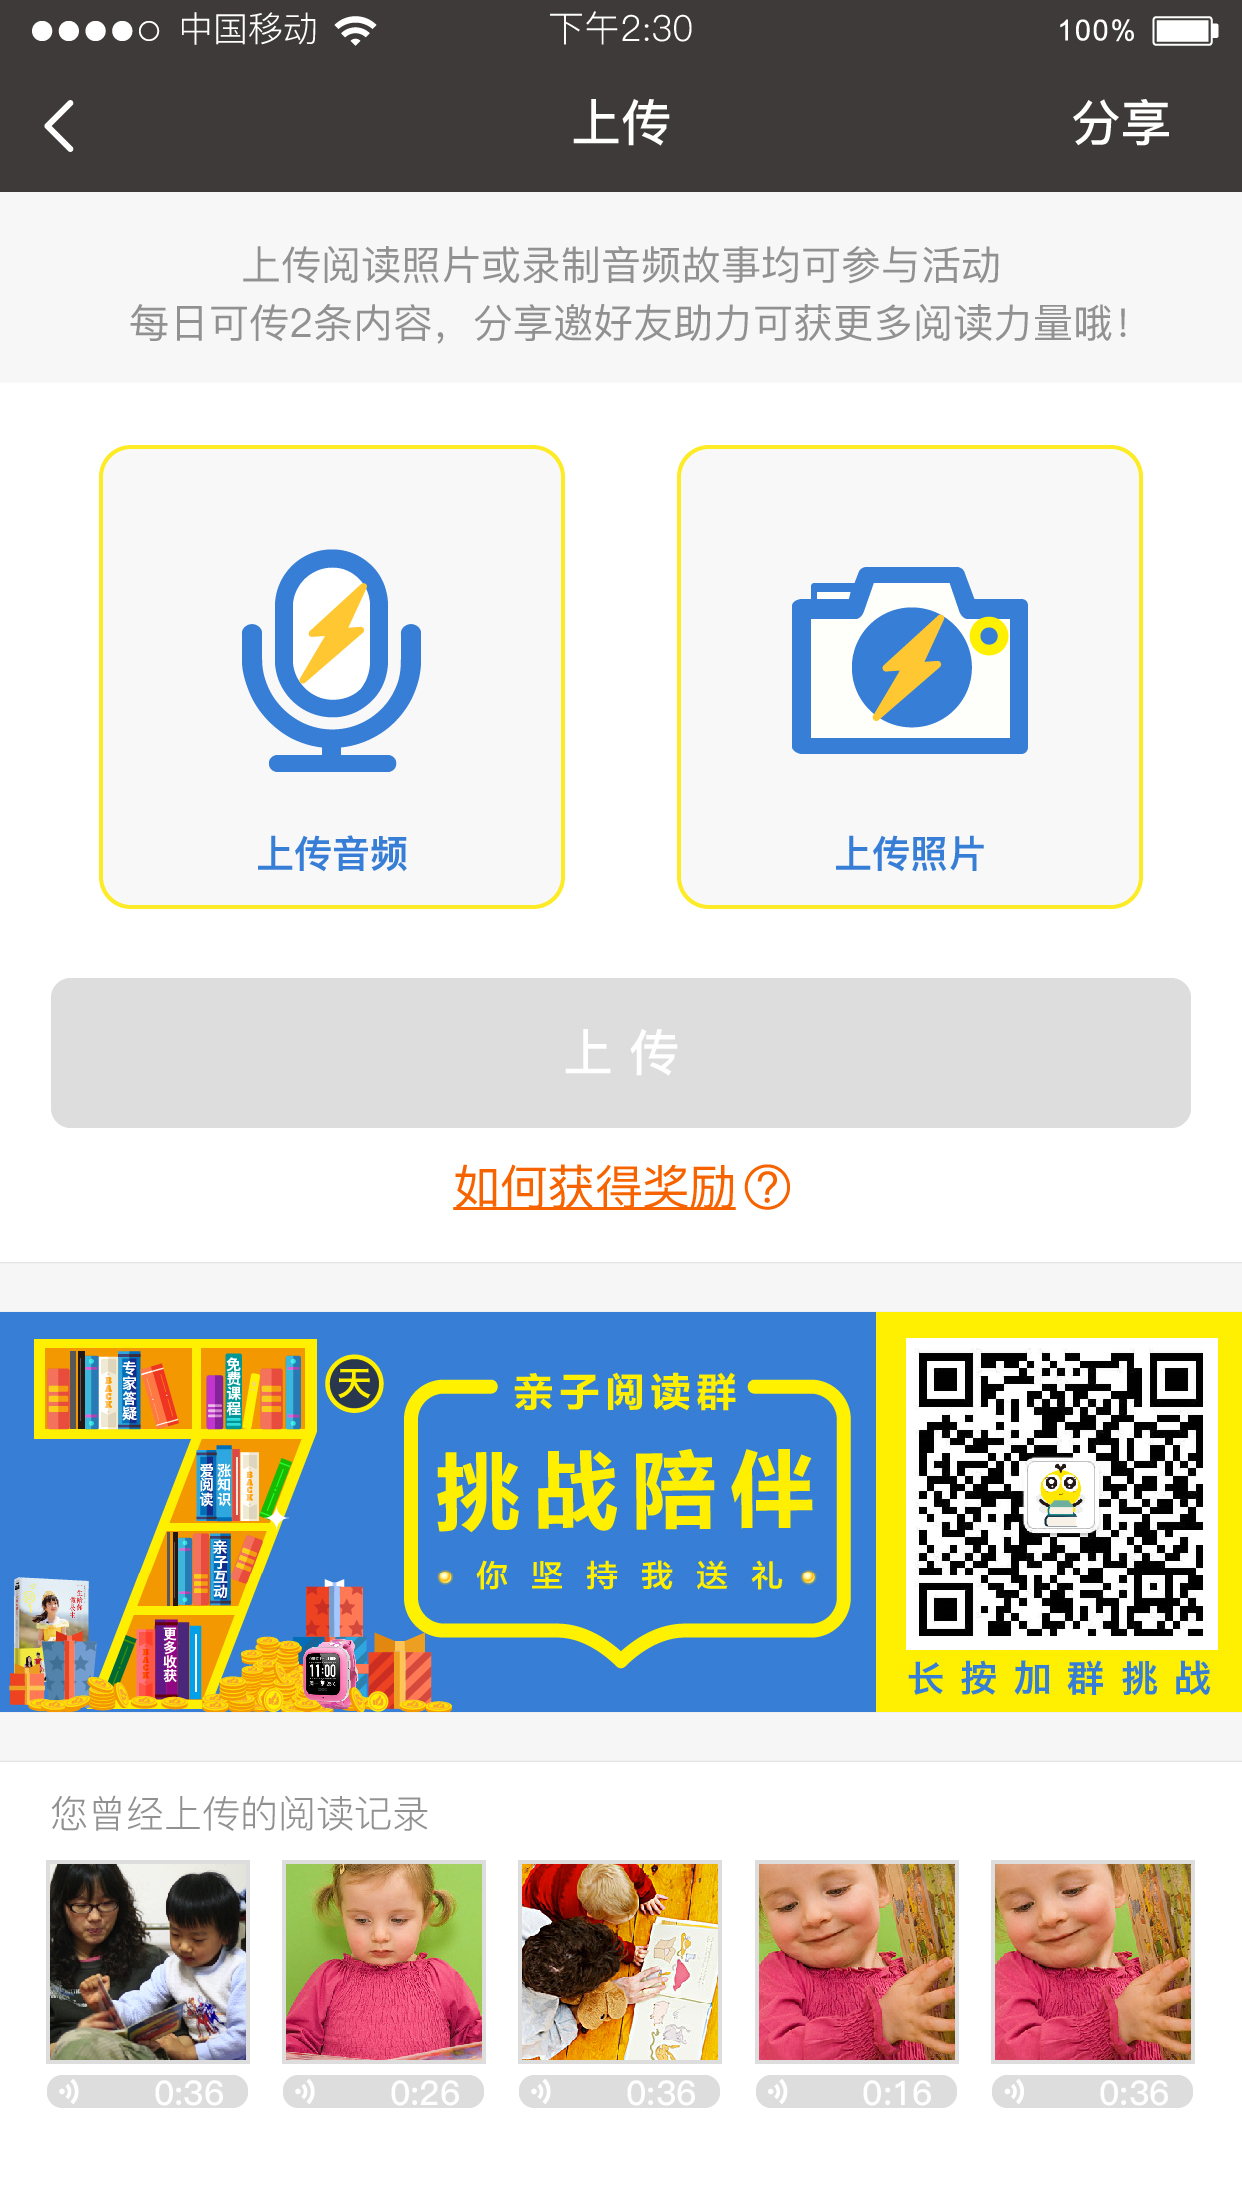 中国移动
下午2:30
100%
上传
分享
上传阅读照片或录制音频故事均可参与活动
每日可传2条内容，分享邀好友助力可获更多阅读力量哦！
上传音频
上传照片
上 传
如何获得奖励?
天
专家答疑
BACK
免费课程
爱阅读
涨知识
BACK
亲子互动
更多收获
BACK
11:00
亲子阅读群
挑战陪伴
你坚持我送礼
长按加群挑战
您曾经上传的阅读记录
0:36
0:26
0:36
0:16
0:36